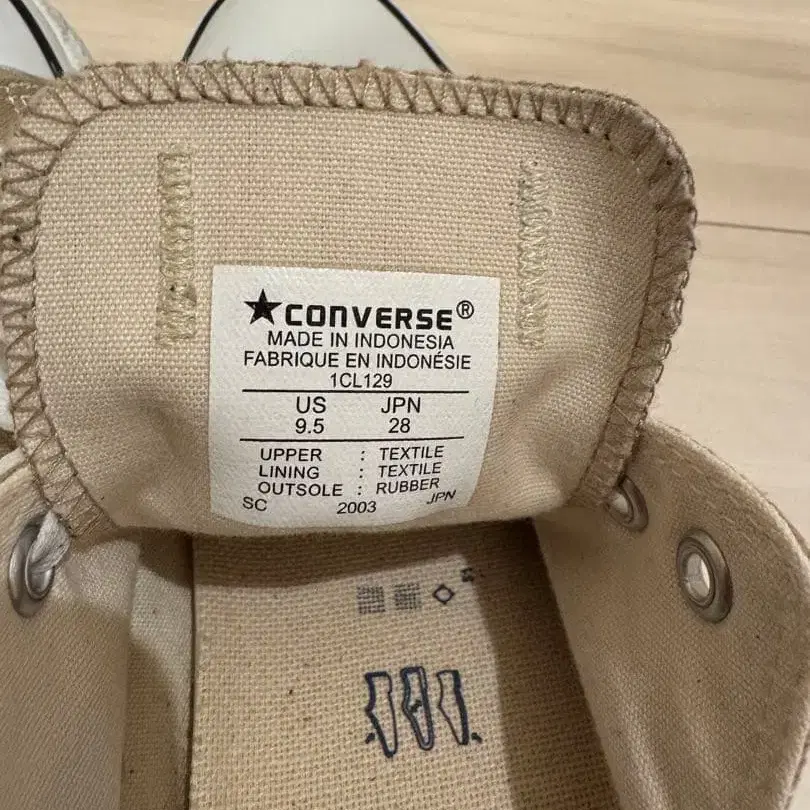 ★CONVERSE®
MADE IN INDONESIA
FABRIQUE EN INDONÉSIE
1CL129
US JPN
9.5 28
UPPER : TEXTILE
LINING : TEXTILE
OUTSOLE : RUBBER
SC 2003 JPN